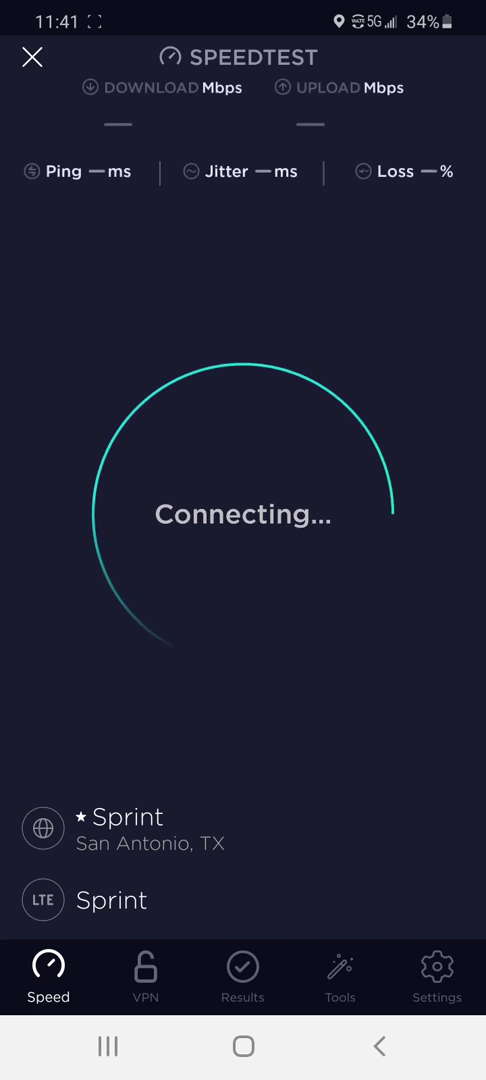 11:41 VoLTE 5G 34%
SPEEDTEST
DOWNLOAD Mbps UPLOAD Mbps
— —
Ping — ms Jitter — ms Loss — %
Connecting...
★ Sprint
San Antonio, TX
LTE Sprint
Speed VPN Results Tools Settings